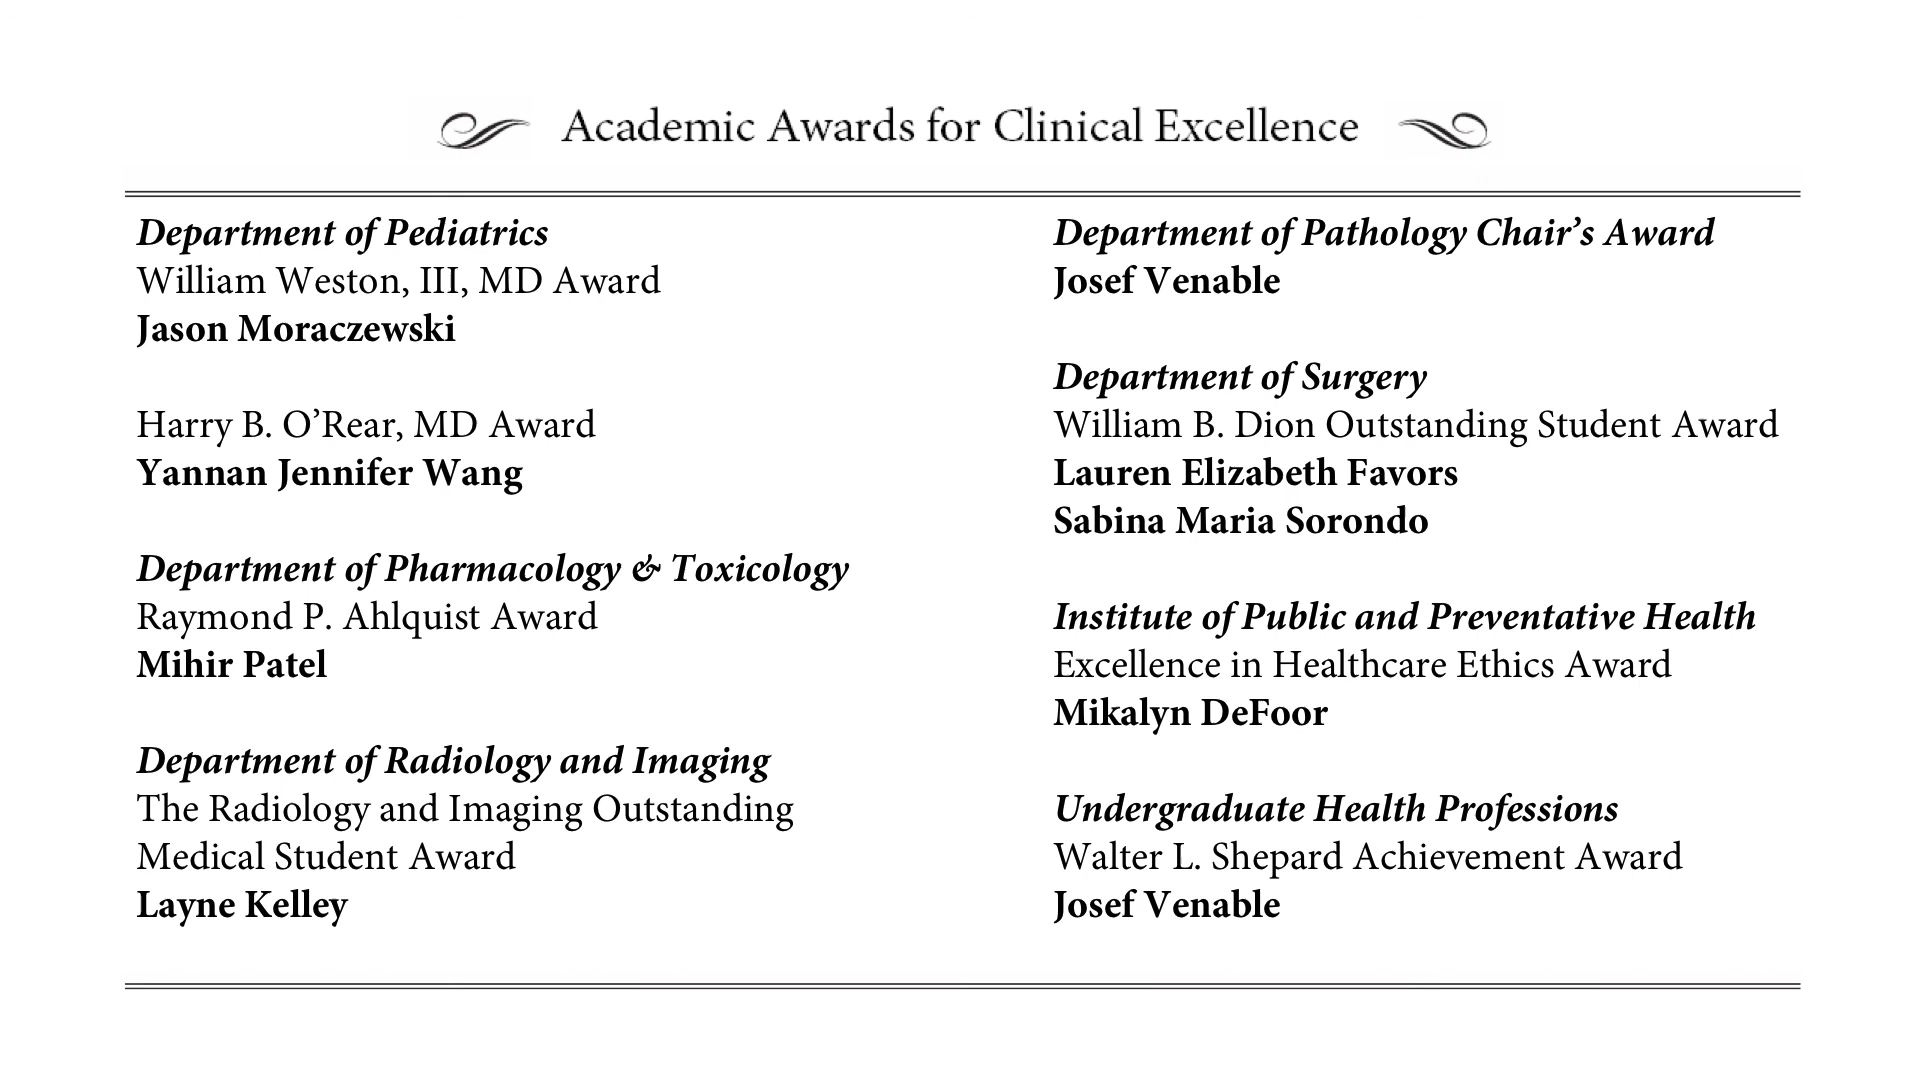 Academic Awards for Clinical Excellence
Department of Pediatrics
William Weston, III, MD Award
Jason Moraczewski
Harry B. O’Rear, MD Award
Yannan Jennifer Wang
Department of Pharmacology & Toxicology
Raymond P. Ahlquist Award
Mihir Patel
Department of Radiology and Imaging
The Radiology and Imaging Outstanding
Medical Student Award
Layne Kelley
Department of Pathology Chair’s Award
Josef Venable
Department of Surgery
William B. Dion Outstanding Student Award
Lauren Elizabeth Favors
Sabina Maria Sorondo
Institute of Public and Preventative Health
Excellence in Healthcare Ethics Award
Mikalyn DeFoor
Undergraduate Health Professions
Walter L. Shepard Achievement Award
Josef Venable